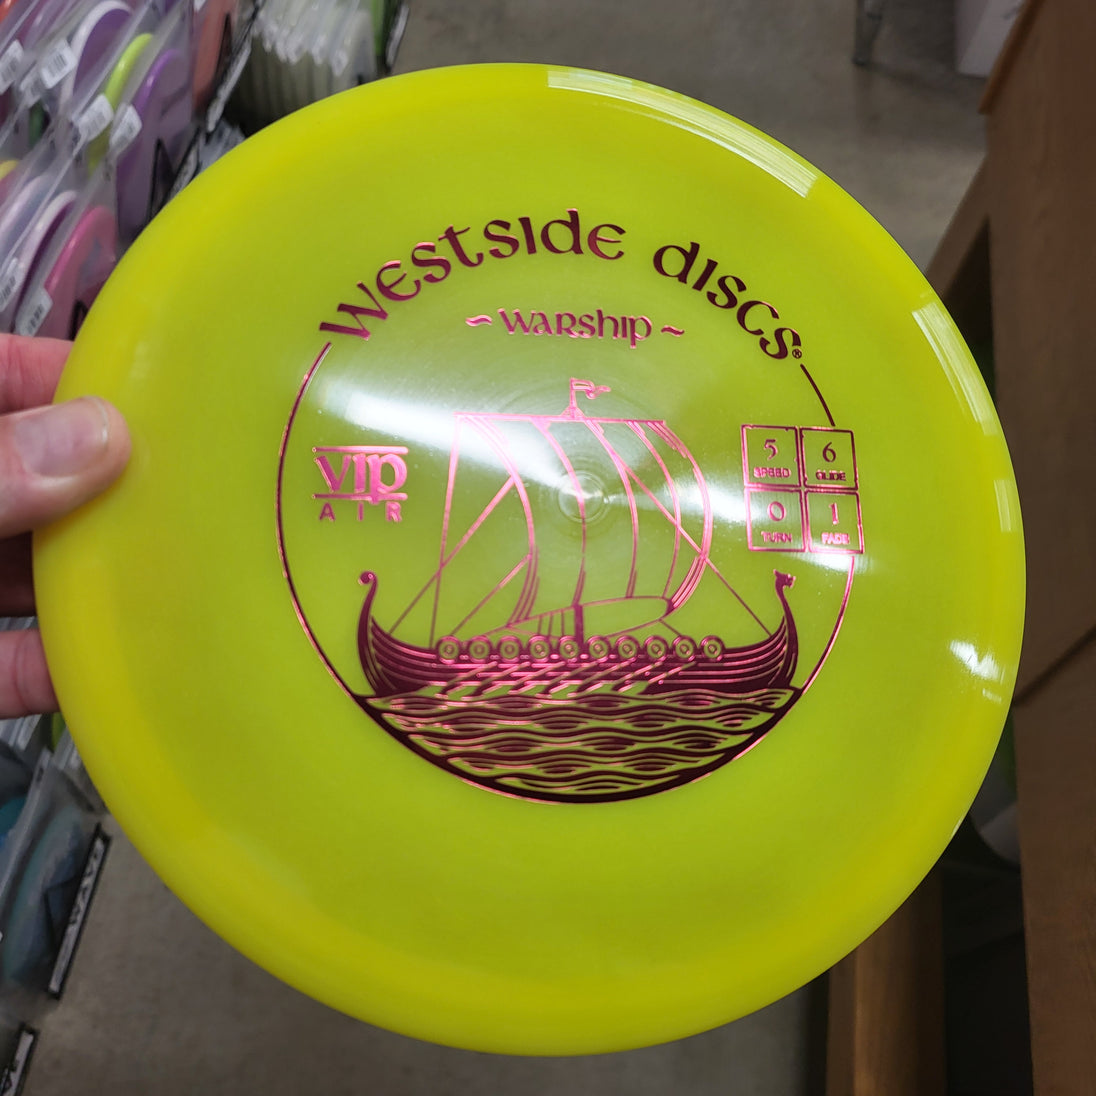 Westside Discs®
~ Warship ~
VIP
AIR
5
SPEED
6
GLIDE
0
TURN
1
FADE